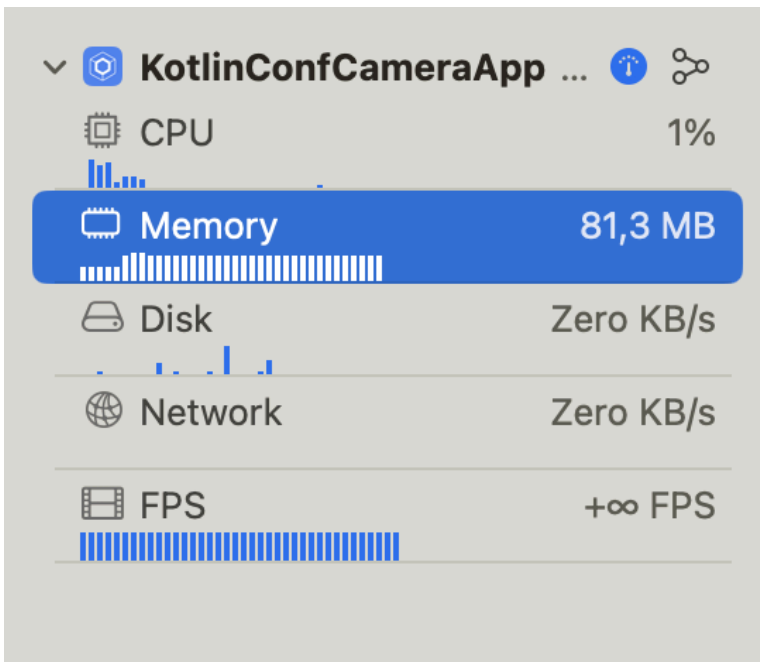 KotlinConfCameraApp ...
CPU 1%
Memory 81,3 MB
Disk Zero KB/s
Network Zero KB/s
FPS +∞ FPS